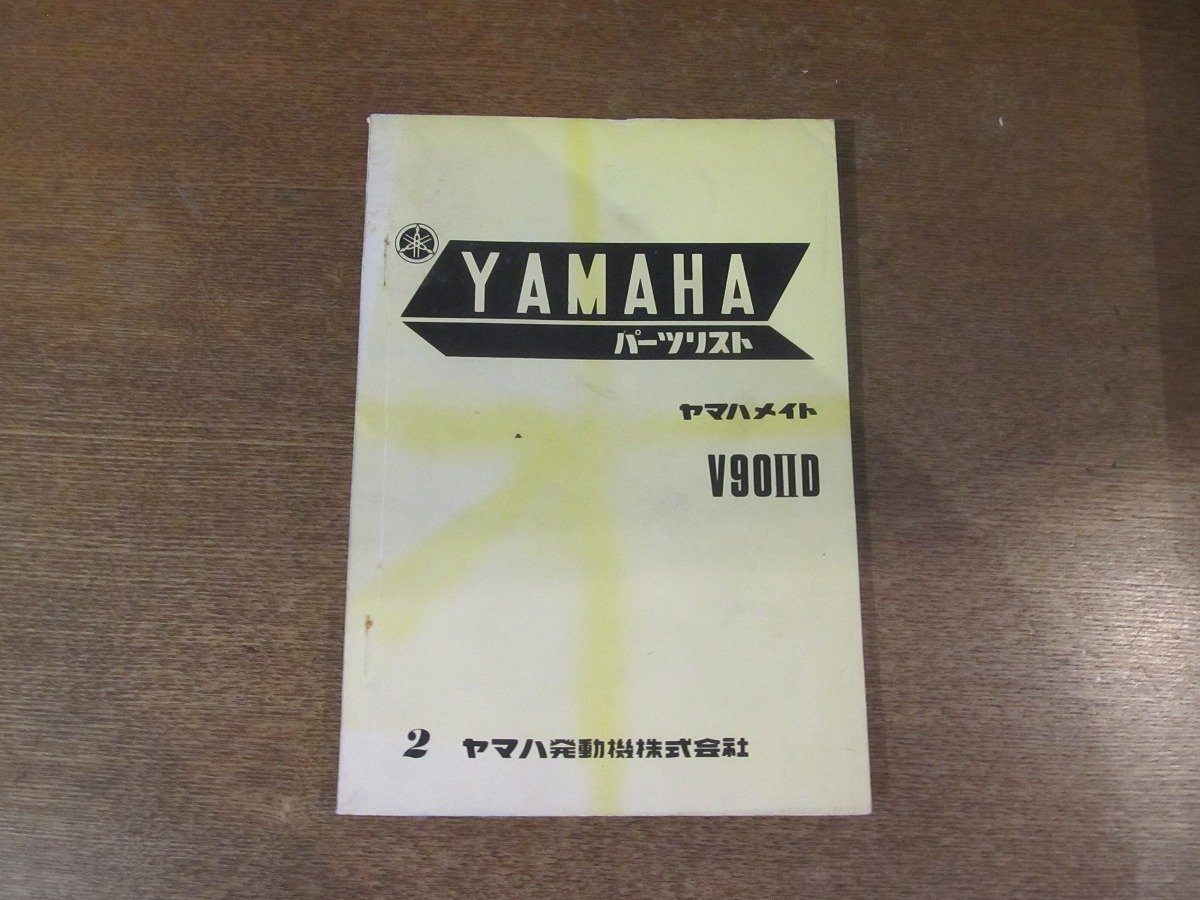 YAMAHA
パーツリスト
ヤマハメイト
V90IID
2 ヤマハ発動機株式会社